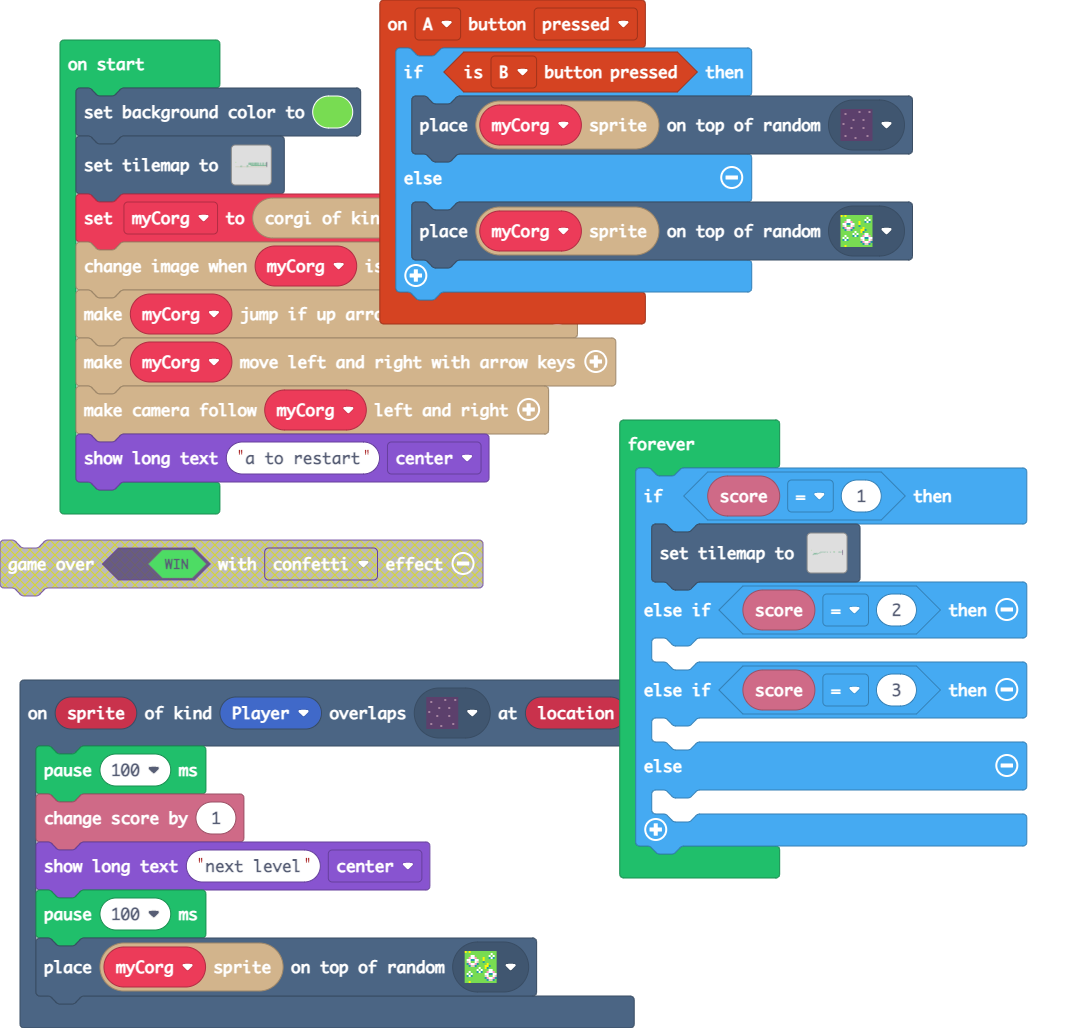 on A button pressed
if is B button pressed then
place myCorg sprite on top of random
else
place myCorg sprite on top of random
on start
set background color to
set tilemap to
set myCorg to corgi of kin
change image when myCorg is
make myCorg jump if up arro
make myCorg move left and right with arrow keys
make camera follow myCorg left and right
show long text "a to restart" center
game over WIN with confetti effect
forever
if score = 1 then
set tilemap to
else if score = 2 then
else if score = 3 then
else
on sprite of kind Player overlaps at location
pause 100 ms
change score by 1
show long text "next level" center
pause 100 ms
place myCorg sprite on top of random